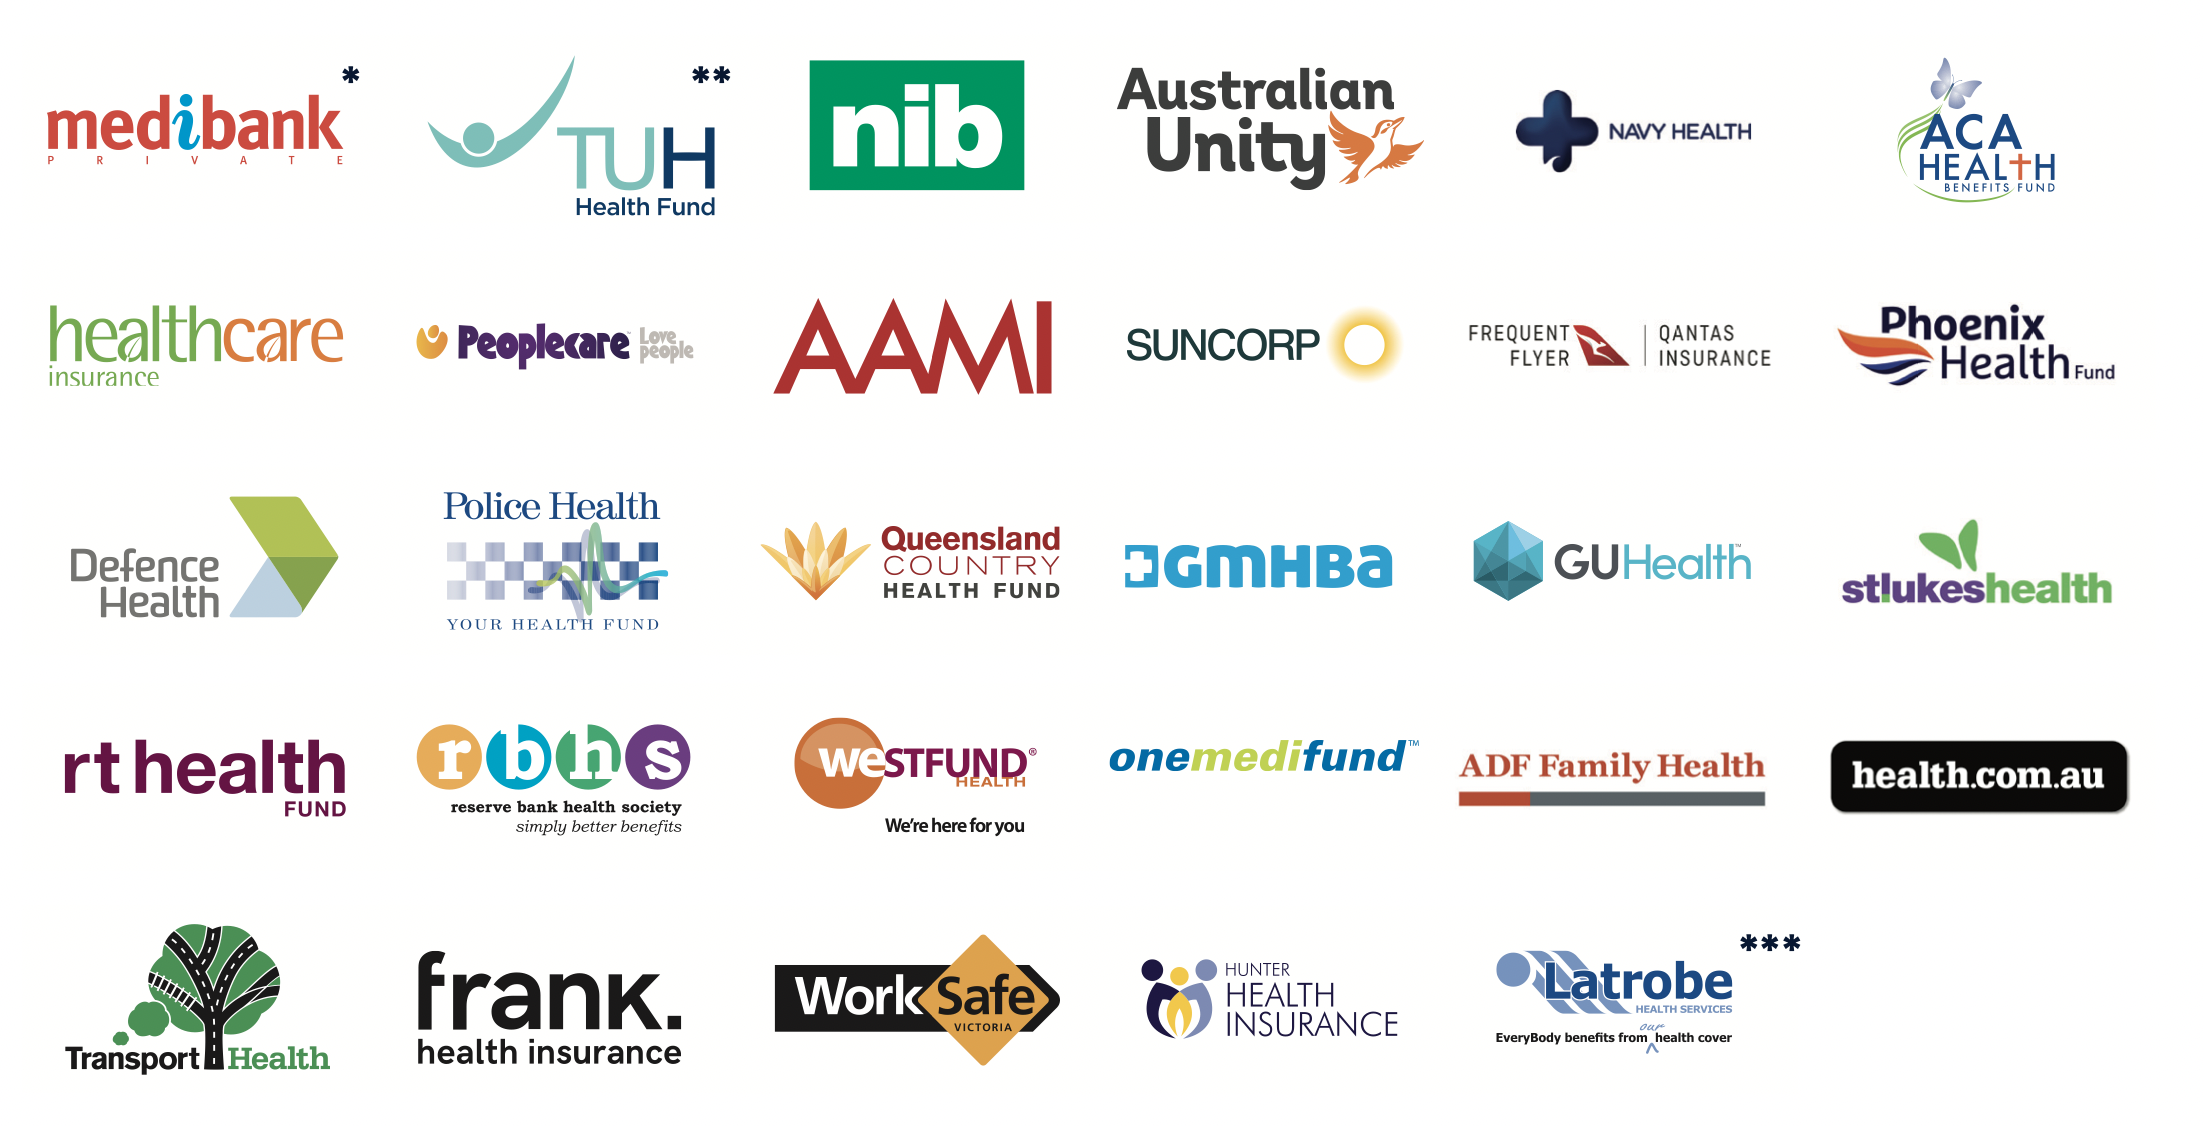 medibank *
PRIVATE
TUH **
Health Fund
nib
Australian
Unity
NAVY HEALTH
ACA
HEALTH
BENEFITS FUND
healthcare
insurance
Peoplecare™ Love
people
AAMI
SUNCORP
FREQUENT
FLYER
QANTAS
INSURANCE
Phoenix
Health Fund
Defence
Health
Police Health
YOUR HEALTH FUND
Queensland
COUNTRY
HEALTH FUND
GMHBA
GUHealth™
stlukeshealth
rt health
FUND
rbhs
reserve bank health society
simply better benefits
weSTFUND®
HEALTH
We're here for you
onemedifund™
ADF Family Health
health.com.au
Transport Health
frank.
health insurance
WorkSafe
VICTORIA
HUNTER
HEALTH
INSURANCE
Latrobe ***
HEALTH SERVICES
our
EveryBody benefits from ^ health cover